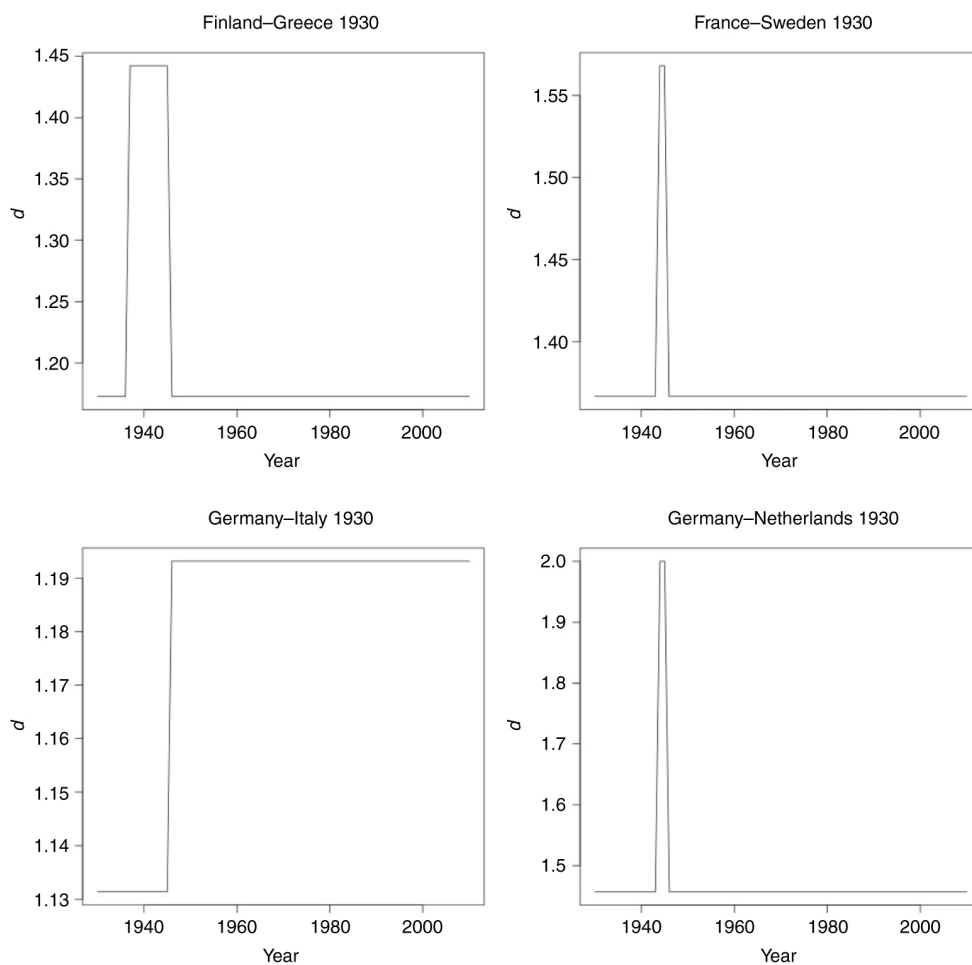 Finland–Greece 1930
1.45
1.40
1.35
1.30
1.25
1.20
d
1940 1960 1980 2000
Year
France–Sweden 1930
1.55
1.50
1.45
1.40
d
1940 1960 1980 2000
Year
Germany–Italy 1930
1.19
1.18
1.17
1.16
1.15
1.14
1.13
d
1940 1960 1980 2000
Year
Germany–Netherlands 1930
2.0
1.9
1.8
1.7
1.6
1.5
d
1940 1960 1980 2000
Year